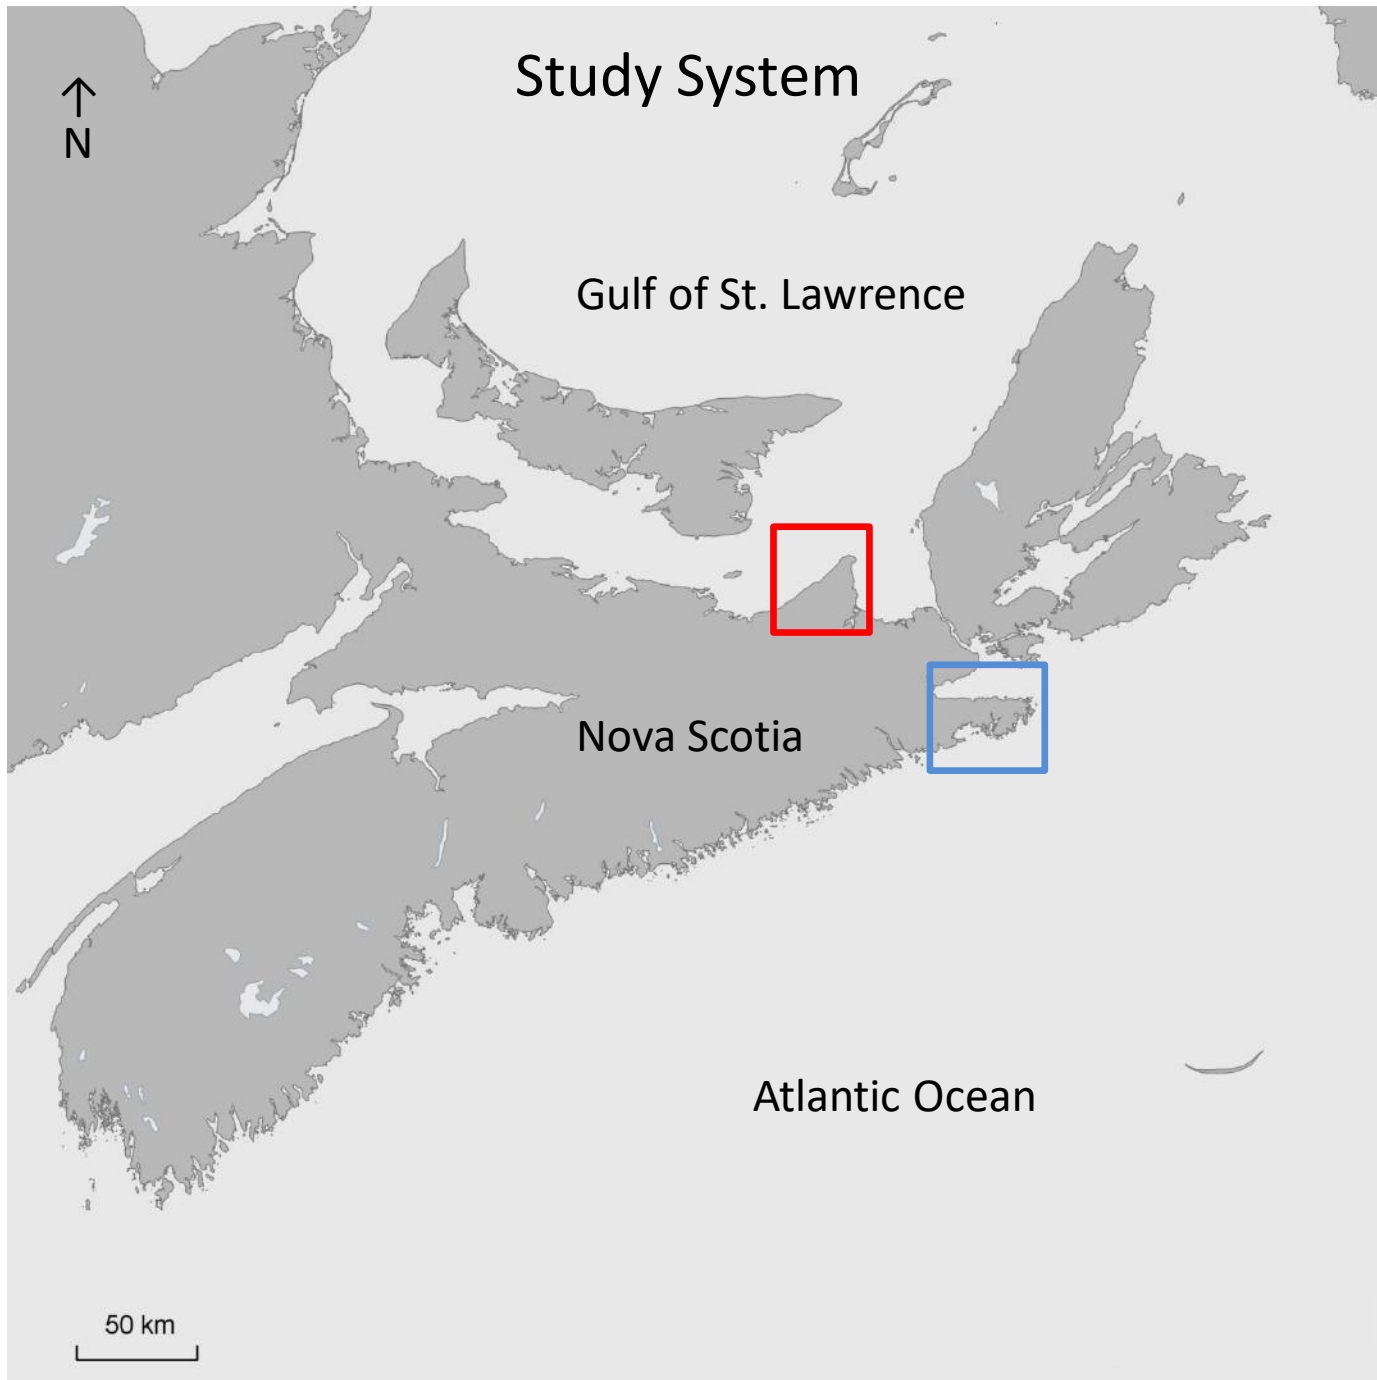 Study System
↑
N
Gulf of St. Lawrence
Nova Scotia
Atlantic Ocean
50 km